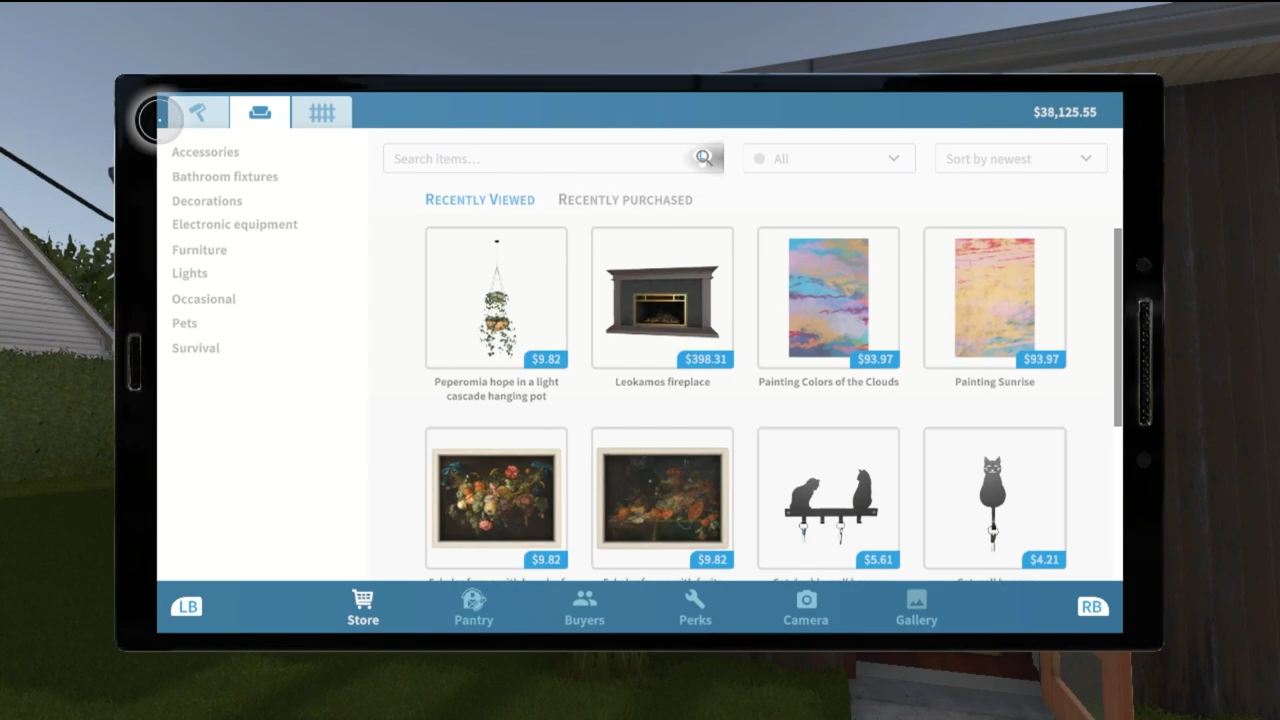 $38,125.55
Accessories
Bathroom fixtures
Decorations
Electronic equipment
Furniture
Lights
Occasional
Pets
Survival
Search items...
All
Sort by newest
Recently Viewed
Recently purchased
$9.82
$398.31
$93.97
$93.97
Peperomia hope in a light
cascade hanging pot
Leokamos fireplace
Painting Colors of the Clouds
Painting Sunrise
$9.82
$9.82
$5.61
$4.21
LB
Store
Pantry
Buyers
Perks
Camera
Gallery
RB